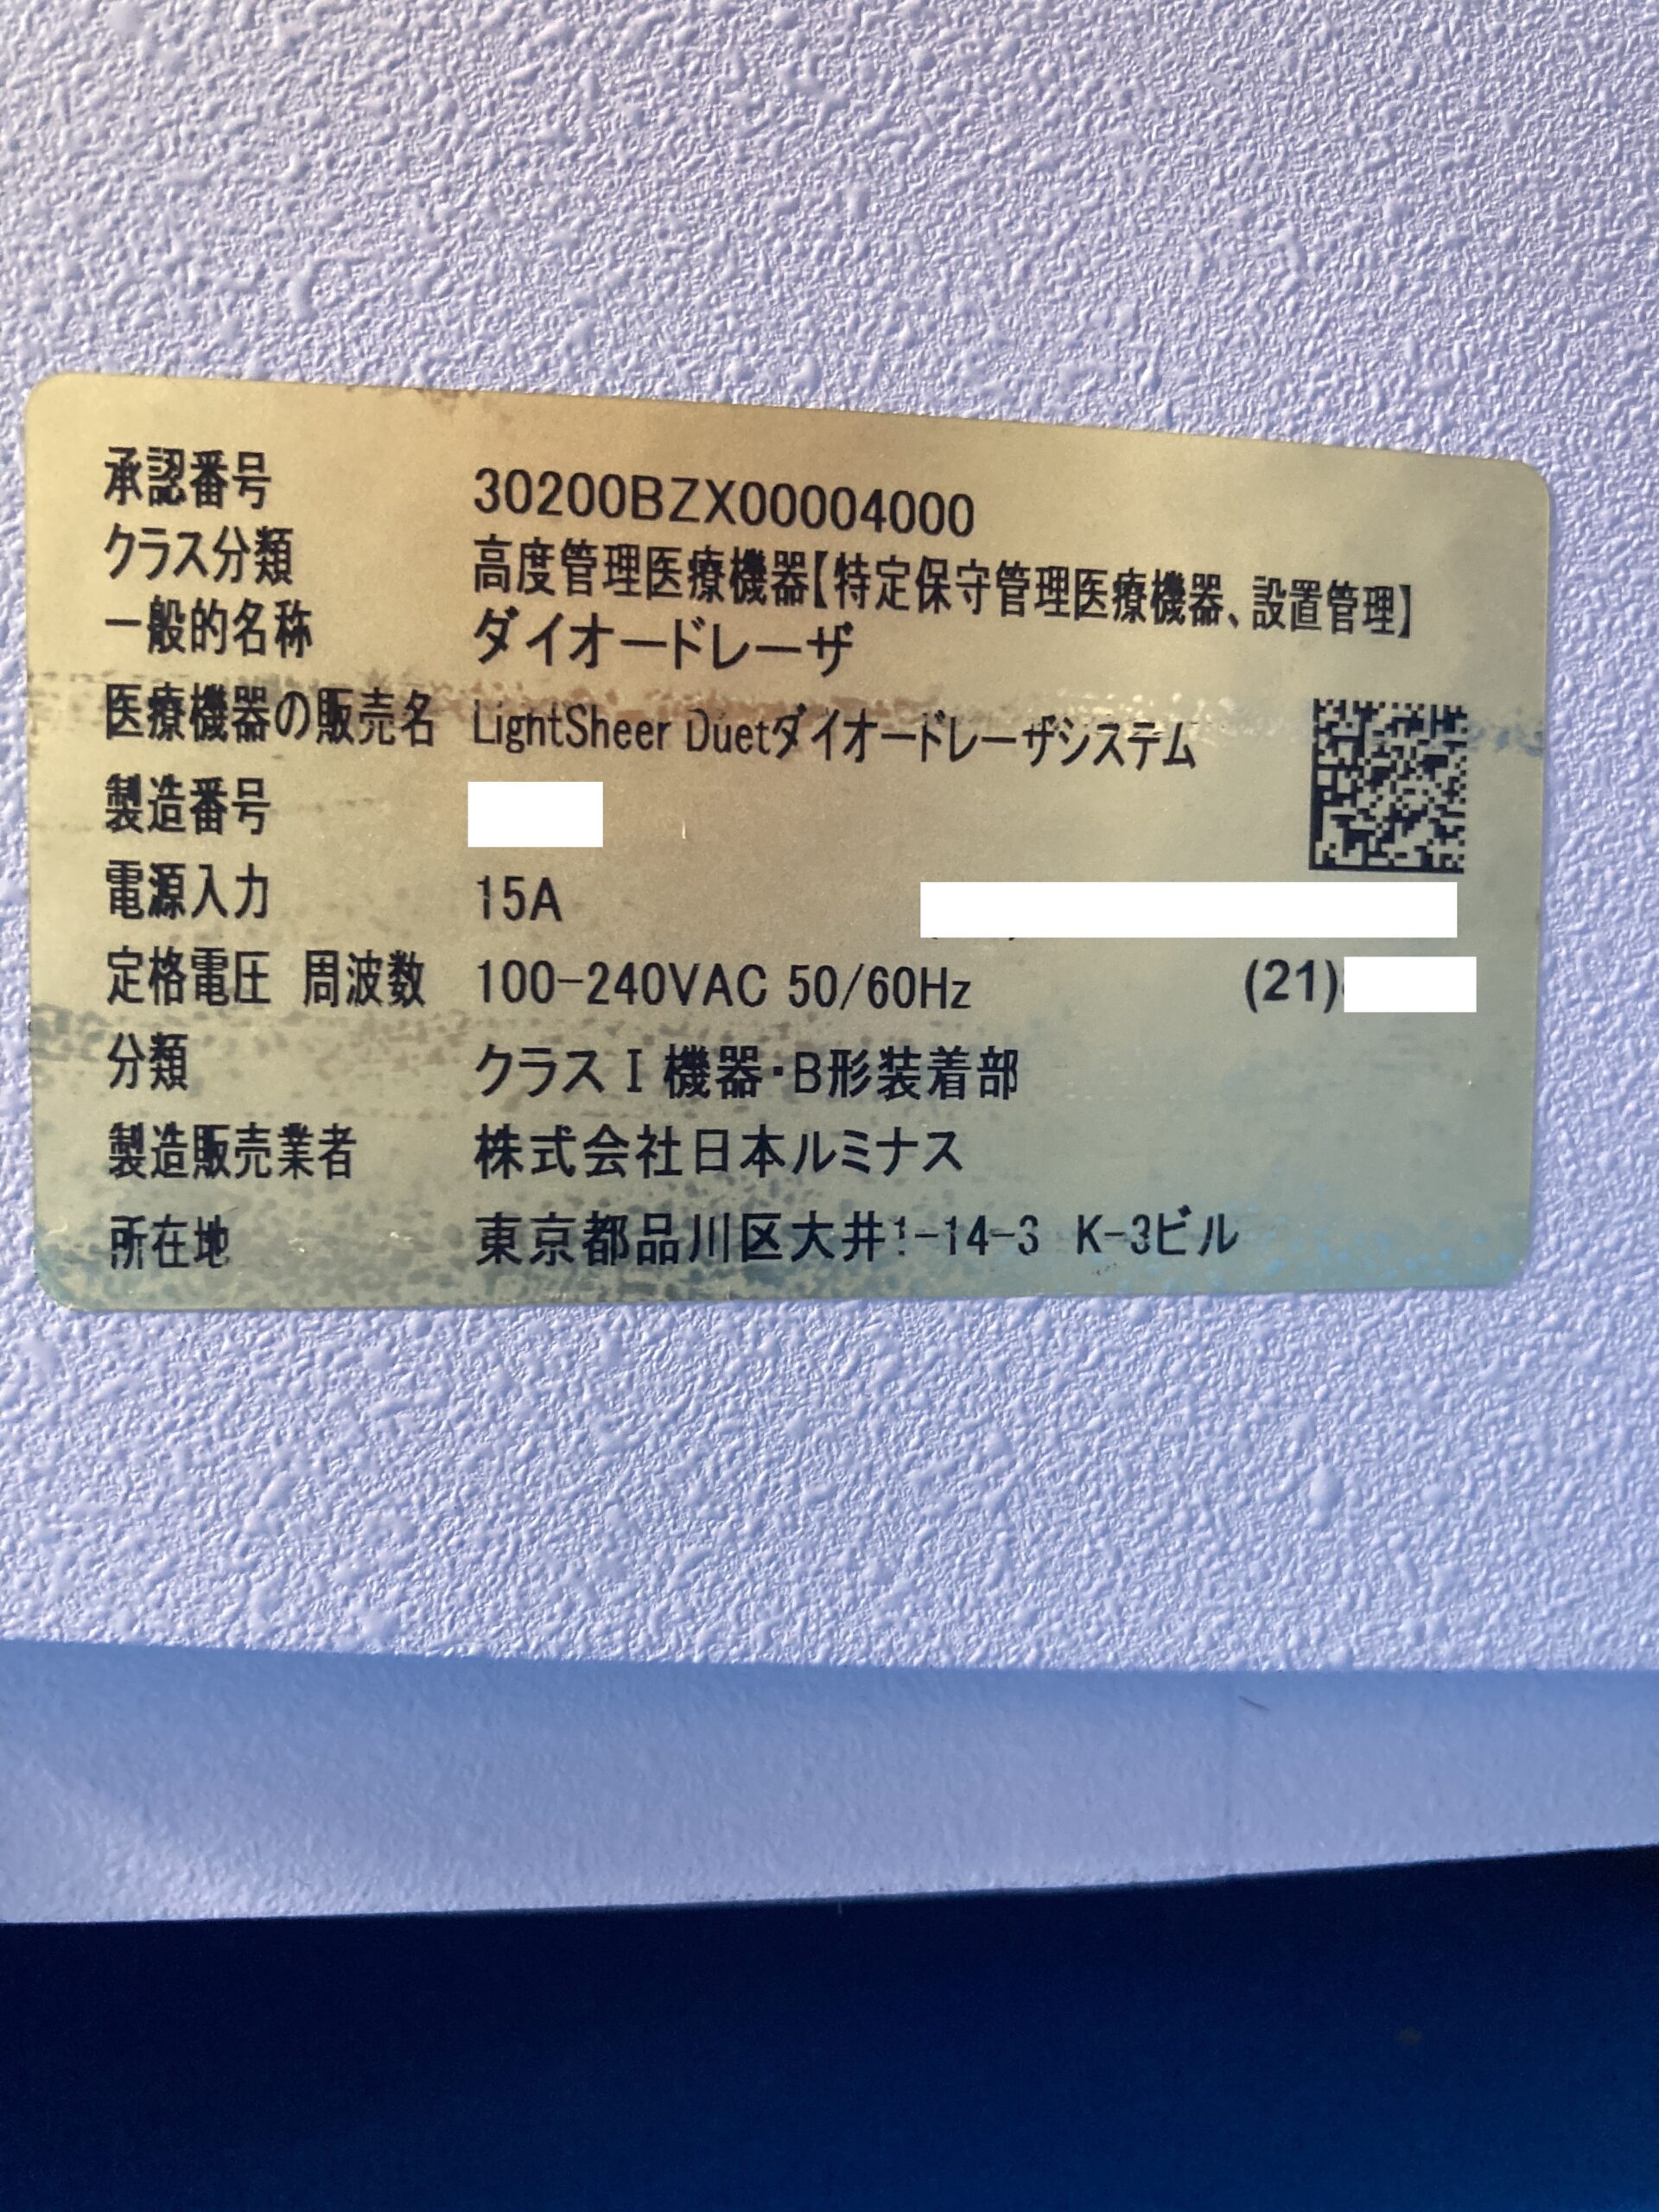 承認番号 30200BZX00004000
クラス分類 高度管理医療機器【特定保守管理医療機器、設置管理】
一般的名称 ダイオードレーザ
医療機器の販売名 LightSheer Duetダイオードレーザシステム
製造番号
電源入力 15A
定格電圧 周波数 100-240VAC 50/60Hz (21)
分類 クラスⅠ機器・B形装着部
製造販売業者 株式会社日本ルミナス
所在地 東京都品川区大井1-14-3 K-3ビル